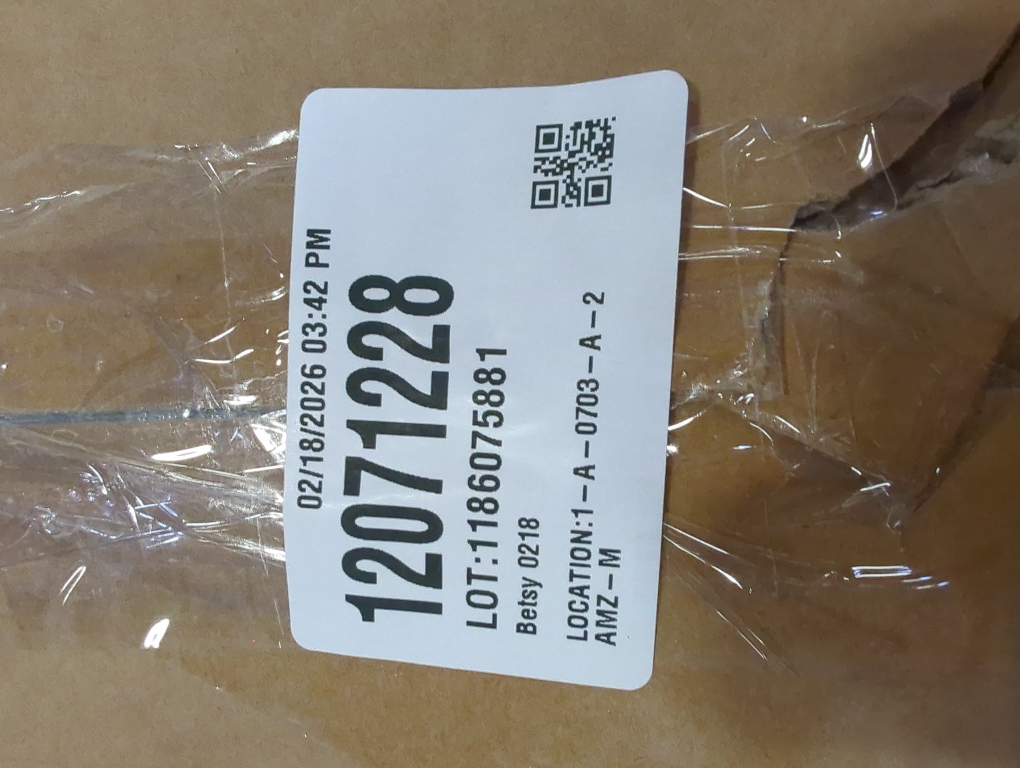 02/18/2026 03:42 PM
12071228
LOT:1186075881
Betsy 0218
LOCATION:1-A-0703-A-2
AMZ-M